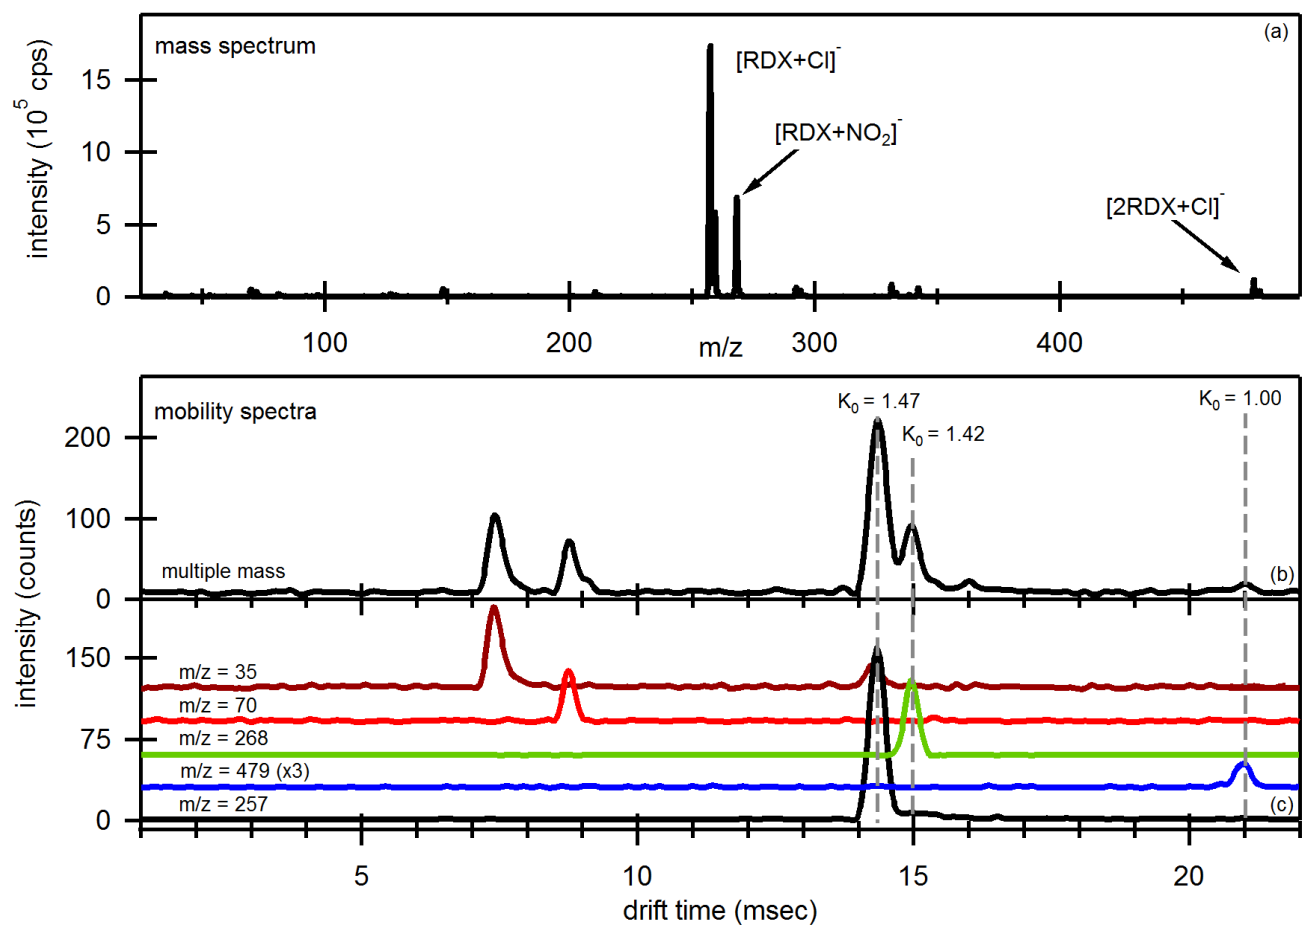 (a)
mass spectrum
[RDX+Cl]⁻
[RDX+NO₂]⁻
[2RDX+Cl]⁻
intensity (10⁵ cps)
15
10
5
0
100
200
300
400
m/z
mobility spectra
K₀ = 1.47
K₀ = 1.42
K₀ = 1.00
200
100
0
multiple mass
(b)
intensity (counts)
150
75
0
m/z = 35
m/z = 70
m/z = 268
m/z = 479 (x3)
m/z = 257
(c)
5
10
15
20
drift time (msec)